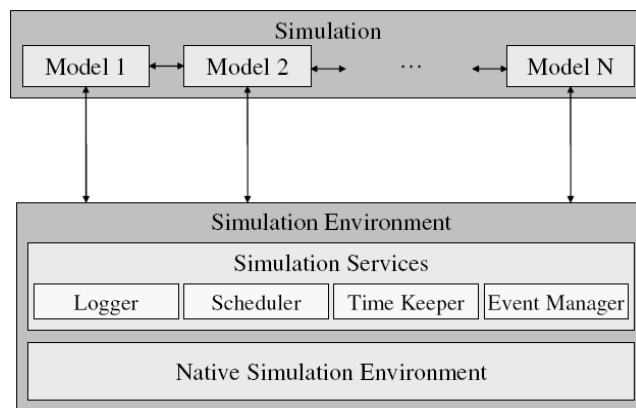 Simulation
Model 1 Model 2 ... Model N
Simulation Environment
Simulation Services
Logger Scheduler Time Keeper Event Manager
Native Simulation Environment